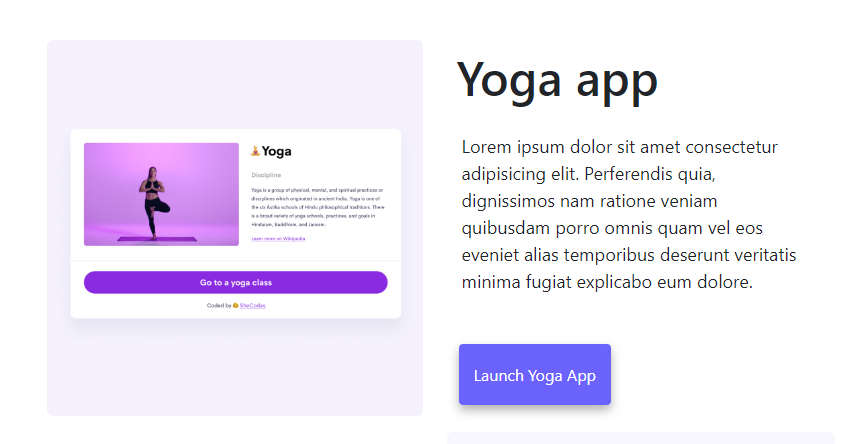 Yoga
Discipline
Yoga is a group of physical, mental, and spiritual practices or
disciplines which originated in ancient India. Yoga is one of
the six Āstika schools of Hindu philosophical traditions. There
is a broad variety of yoga schools, practices, and goals in
Hinduism, Buddhism, and Jainism.
Learn more on Wikipedia
Go to a yoga class
Coded by SheCodes
Yoga app
Lorem ipsum dolor sit amet consectetur
adipisicing elit. Perferendis quia,
dignissimos nam ratione veniam
quibusdam porro omnis quam vel eos
eveniet alias temporibus deserunt veritatis
minima fugiat explicabo eum dolore.
Launch Yoga App